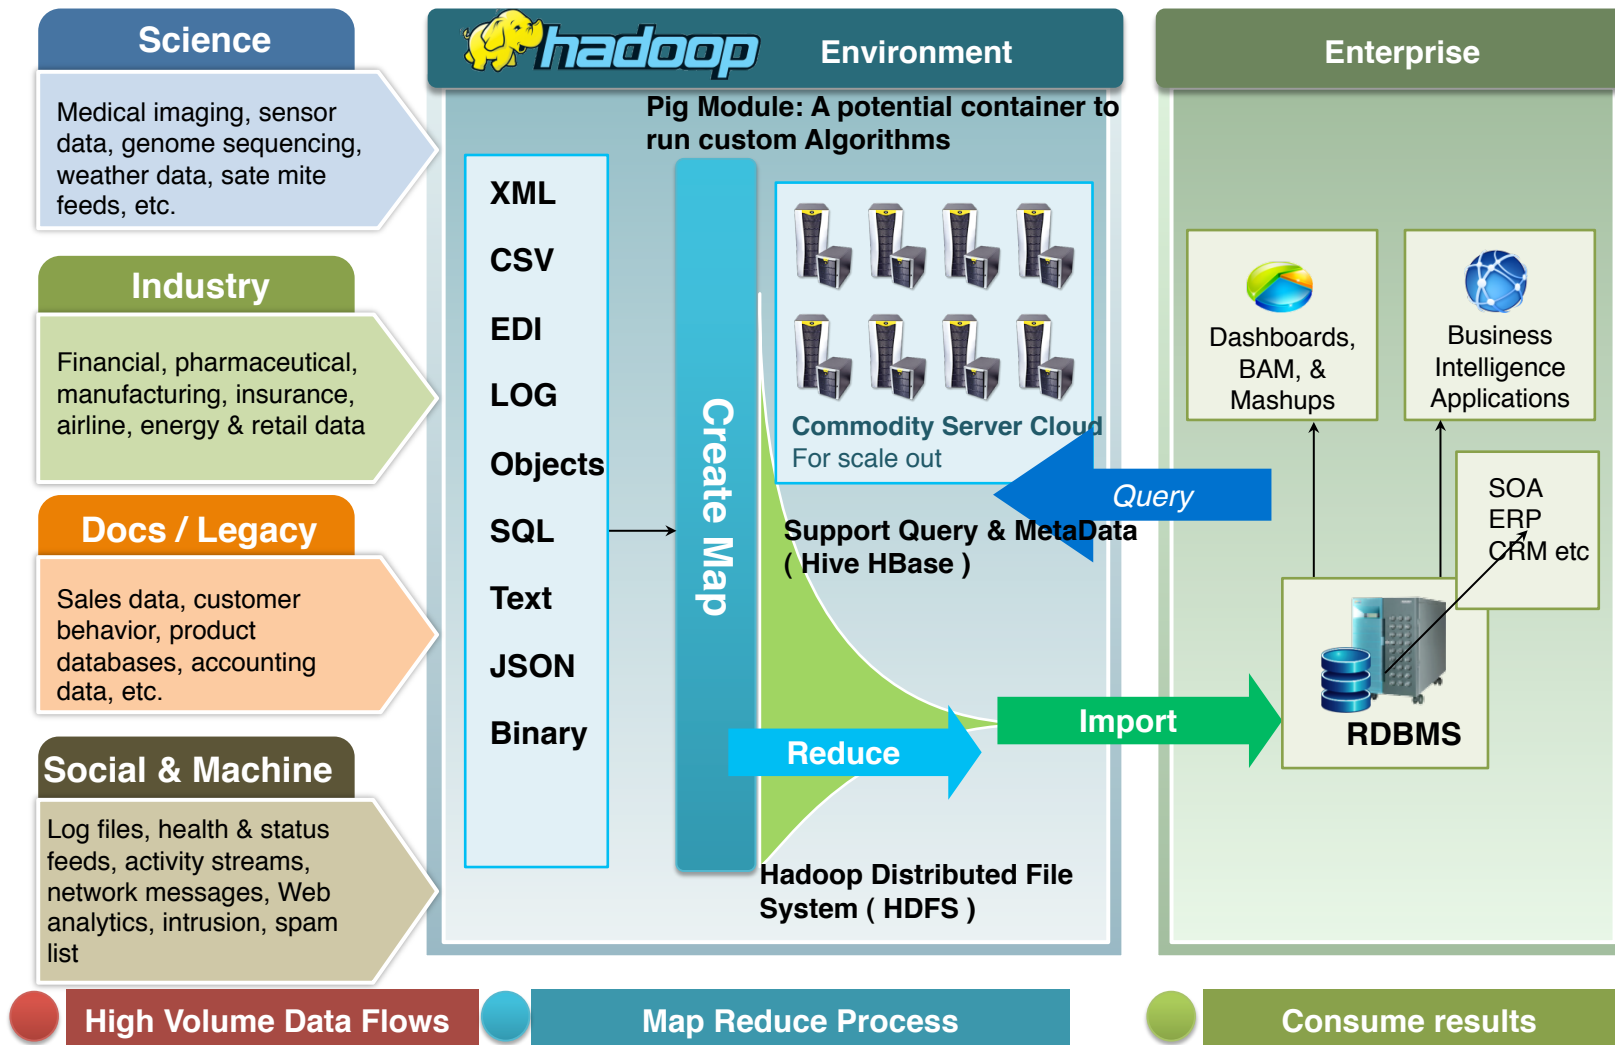 Science
Medical imaging, sensor
data, genome sequencing,
weather data, sate mite
feeds, etc.
Industry
Financial, pharmaceutical,
manufacturing, insurance,
airline, energy & retail data
Docs / Legacy
Sales data, customer
behavior, product
databases, accounting
data, etc.
Social & Machine
Log files, health & status
feeds, activity streams,
network messages, Web
analytics, intrusion, spam
list
hadoop Environment
Pig Module: A potential container to
run custom Algorithms
XML
CSV
EDI
LOG
Objects
SQL
Text
JSON
Binary
Create Map
Commodity Server Cloud
For scale out
Query
Support Query & MetaData
( Hive HBase )
Reduce
Import
Hadoop Distributed File
System ( HDFS )
Enterprise
Dashboards,
BAM, &
Mashups
Business
Intelligence
Applications
SOA
ERP
CRM etc
RDBMS
High Volume Data Flows
Map Reduce Process
Consume results